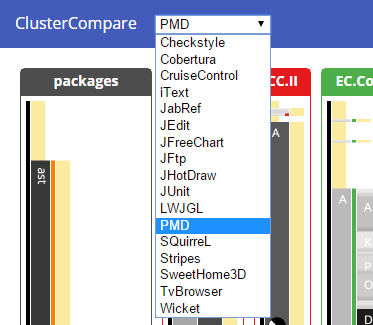 ClusterCompare
PMD
Checkstyle
Cobertura
CruiseControl
iText
JabRef
JEdit
JFreeChart
JFtp
JHotDraw
JUnit
LWJGL
PMD
SQuirreL
Stripes
SweetHome3D
TvBrowser
Wicket
packages
CC.II
EC.Co
ast
A
A
A
K
P
O
D